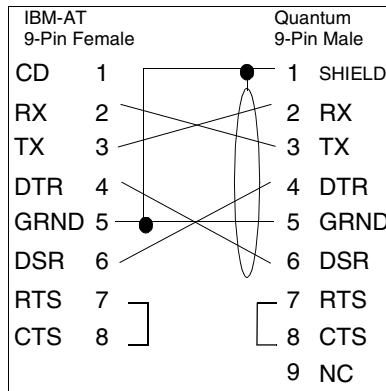 IBM-AT Quantum
9-Pin Female 9-Pin Male
CD 1 1 SHIELD
RX 2 2 RX
TX 3 3 TX
DTR 4 4 DTR
GRND 5 5 GRND
DSR 6 6 DSR
RTS 7 7 RTS
CTS 8 8 CTS
9 NC